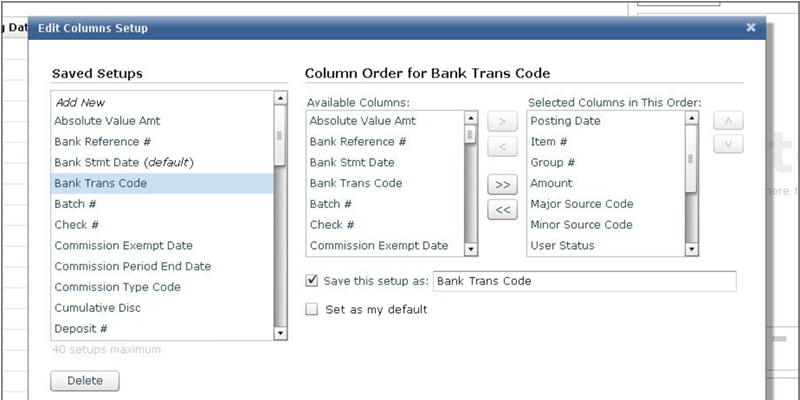 g Dat
Edit Columns Setup
Saved Setups
Add New
Absolute Value Amt
Bank Reference #
Bank Stmt Date (default)
Bank Trans Code
Batch #
Check #
Commission Exempt Date
Commission Period End Date
Commission Type Code
Cumulative Disc
Deposit #
40 setups maximum
Delete
Column Order for Bank Trans Code
Available Columns:
Absolute Value Amt
Bank Reference #
Bank Stmt Date
Bank Trans Code
Batch #
Check #
Commission Exempt Date
>
<
>>
<<
Selected Columns in This Order:
Posting Date
Item #
Group #
Amount
Major Source Code
Minor Source Code
User Status
Save this setup as: Bank Trans Code
Set as my default
t
here t